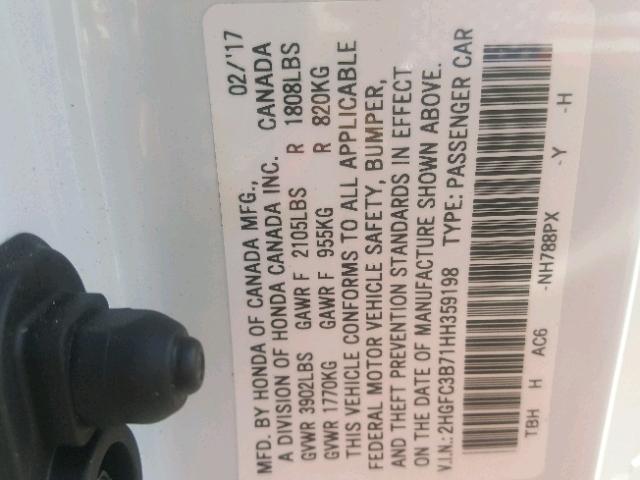 MFD. BY HONDA OF CANADA MFG., 02/'17
A DIVISION OF HONDA CANADA INC. CANADA
GVWR 3902LBS GAWR F 2105LBS R 1808LBS
GVWR 1770KG GAWR F 955KG R 820KG
THIS VEHICLE CONFORMS TO ALL APPLICABLE
FEDERAL MOTOR VEHICLE SAFETY, BUMPER,
AND THEFT PREVENTION STANDARDS IN EFFECT
ON THE DATE OF MANUFACTURE SHOWN ABOVE.
V.I.N.: 2HGFC3B71HH359198 TYPE: PASSENGER CAR
TBH H AC6 -NH788PX -Y -H